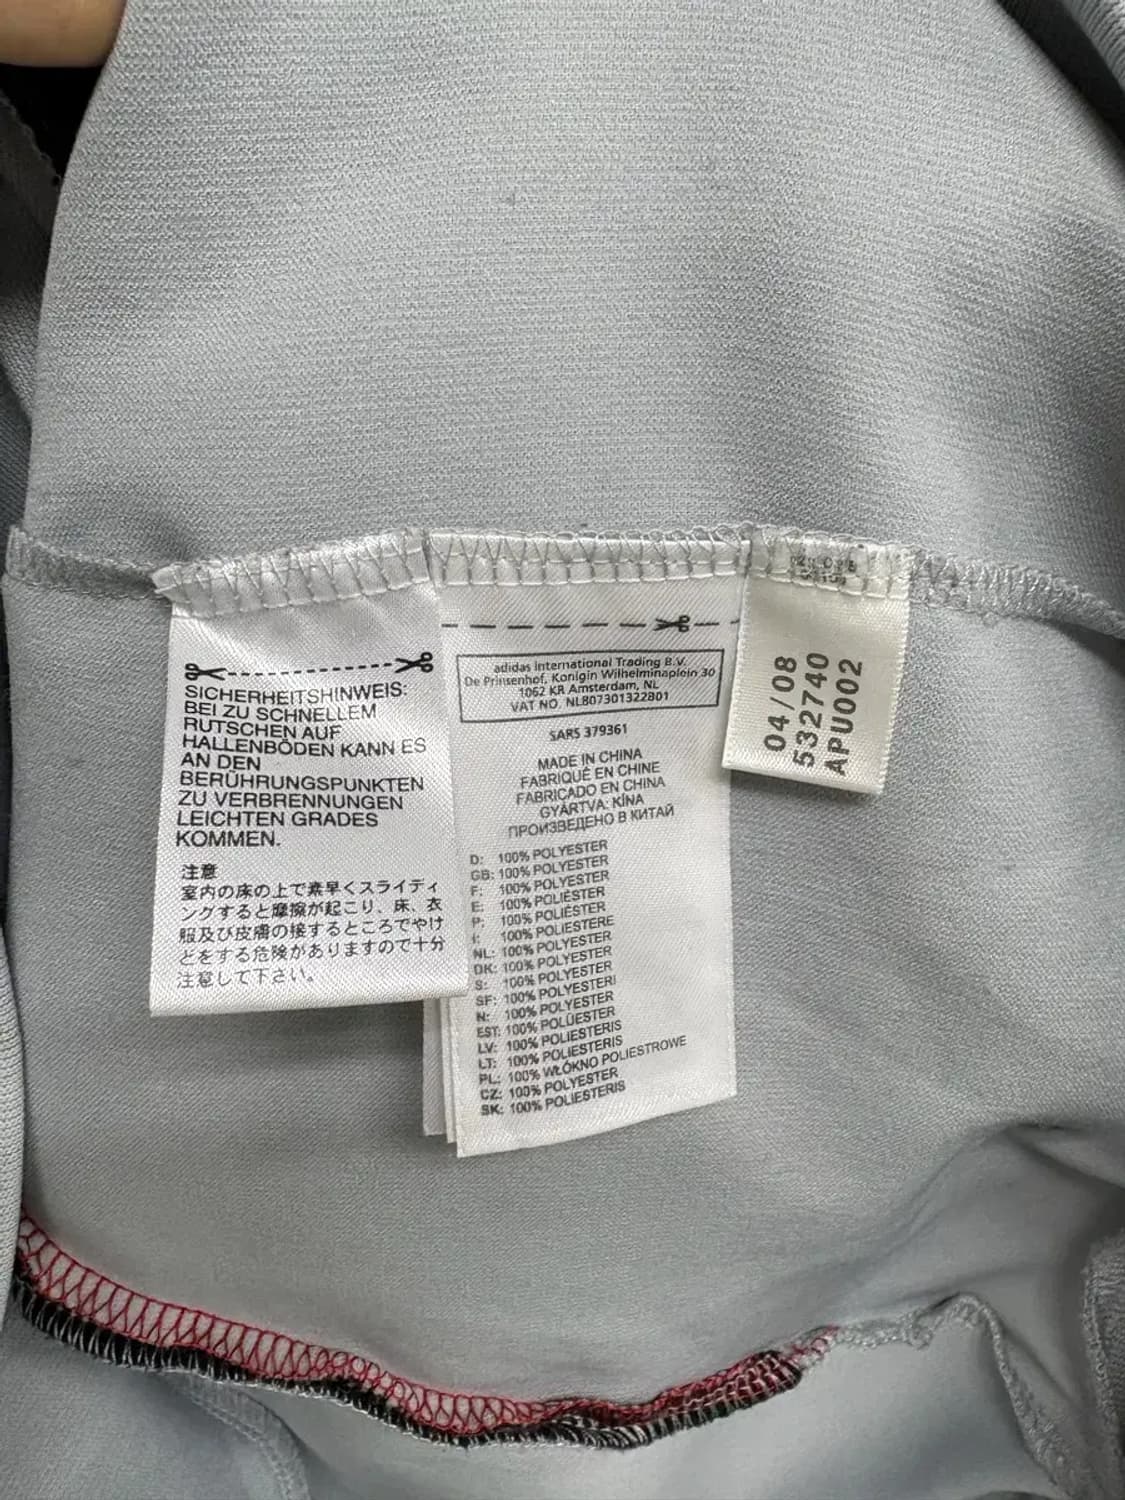 SICHERHEITSHINWEIS:
BEI ZU SCHNELLEM
RUTSCHEN AUF
HALLENBÖDEN KANN ES
AN DEN
BERÜHRUNGSPUNKTEN
ZU VERBRENNUNGEN
LEICHTEN GRADES
KOMMEN.
注意
室内の床の上で素早くスライディ
ングすると摩擦が起こり、床、衣
服及び皮膚の接するところでやけ
どをする危険がありますので十分
注意して下さい。
adidas International Trading B.V.
De Prinsenhof, Konigin Wilhelminaplein 30
1062 KR Amsterdam, NL
VAT NO. NL807301322B01
SARS 379361
MADE IN CHINA
FABRIQUÉ EN CHINE
FABRICADO EN CHINA
GYÁRTVA: KÍNA
ПРОИЗВЕДЕНО В КИТАЙ
D: 100% POLYESTER
GB: 100% POLYESTER
F: 100% POLYESTER
E: 100% POLIÉSTER
P: 100% POLIÉSTER
I: 100% POLIESTERE
NL: 100% POLYESTER
DK: 100% POLYESTER
S: 100% POLYESTER
SF: 100% POLYESTERI
N: 100% POLYESTER
EST: 100% POLÜESTER
LV: 100% POLIESTERIS
LT: 100% POLIESTERIS
PL: 100% WŁÓKNO POLIESTROWE
CZ: 100% POLYESTER
SK: 100% POLIESTERIS
04/08
532740
APU002